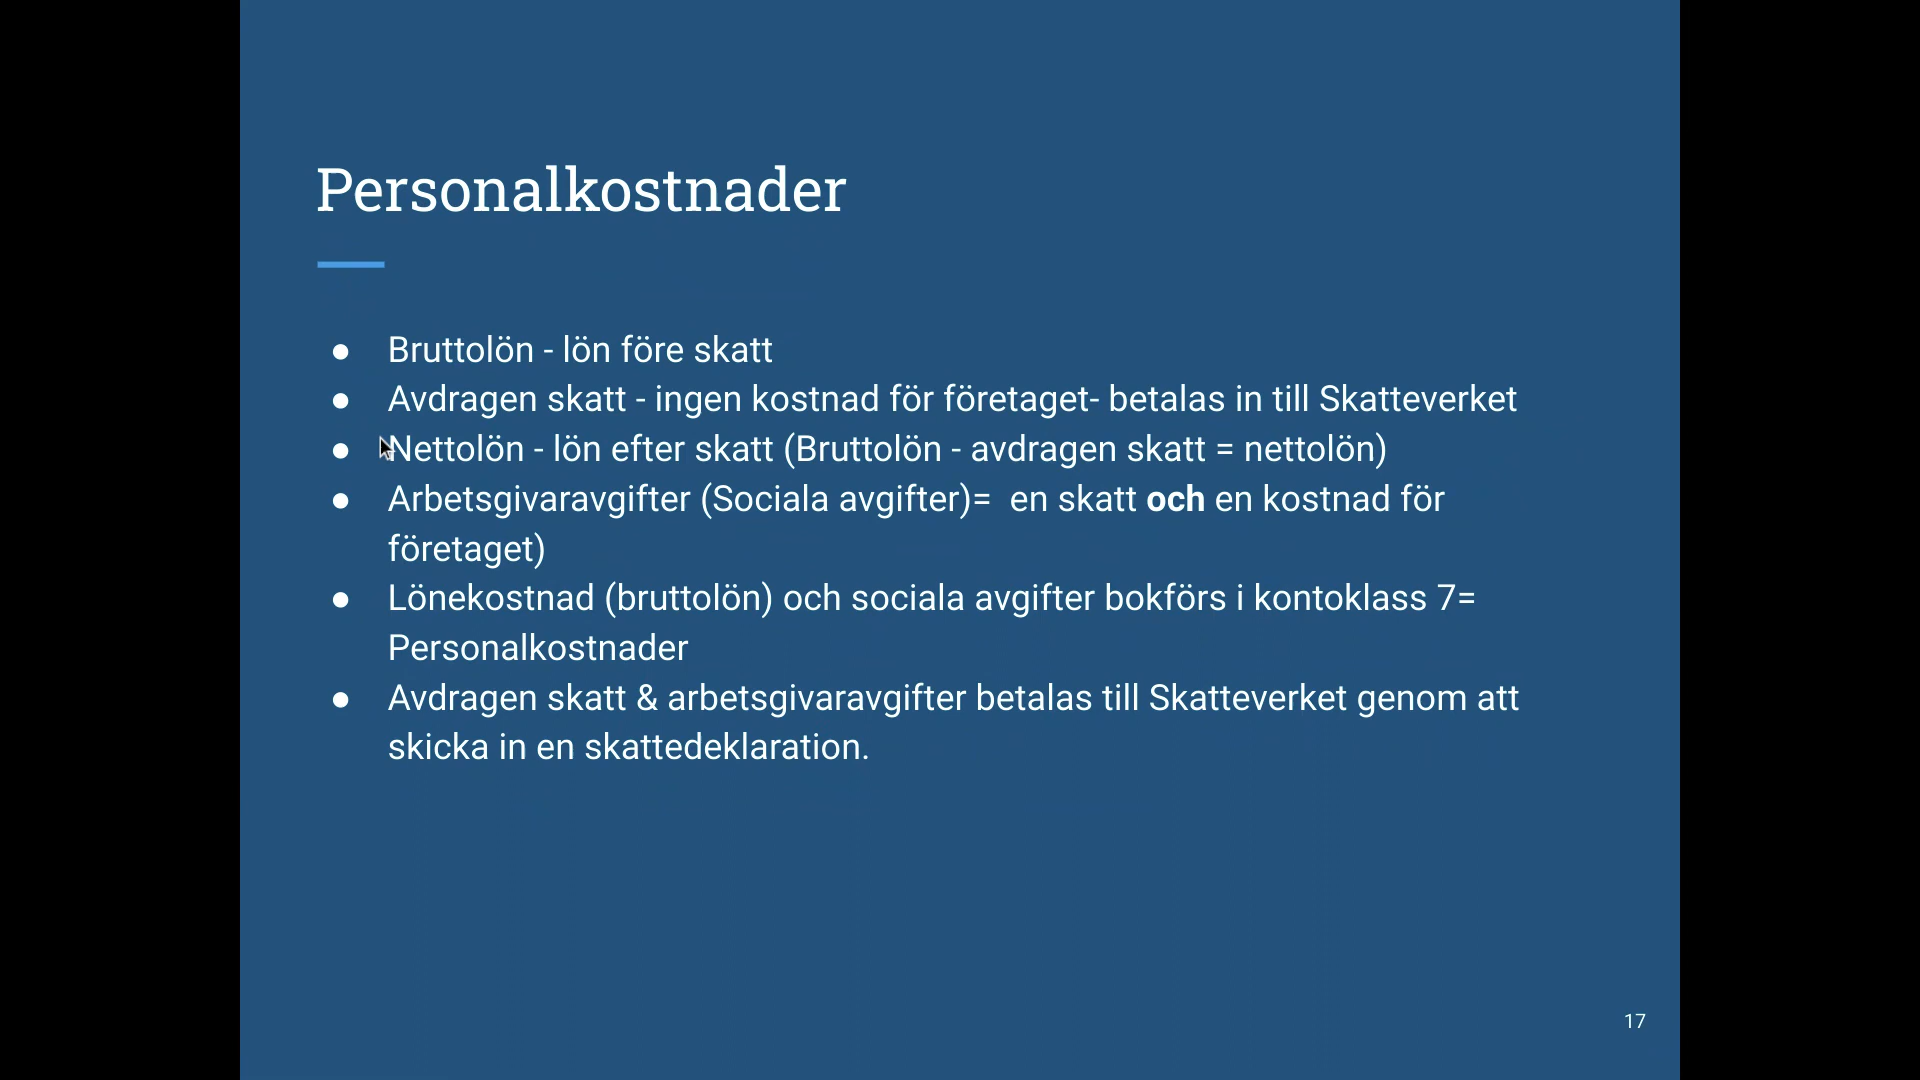 Personalkostnader
● Bruttolön - lön före skatt
● Avdragen skatt - ingen kostnad för företaget- betalas in till Skatteverket
● Nettolön - lön efter skatt (Bruttolön - avdragen skatt = nettolön)
● Arbetsgivaravgifter (Sociala avgifter)=  en skatt och en kostnad för
företaget)
● Lönekostnad (bruttolön) och sociala avgifter bokförs i kontoklass 7=
Personalkostnader
● Avdragen skatt & arbetsgivaravgifter betalas till Skatteverket genom att
skicka in en skattedeklaration.
17